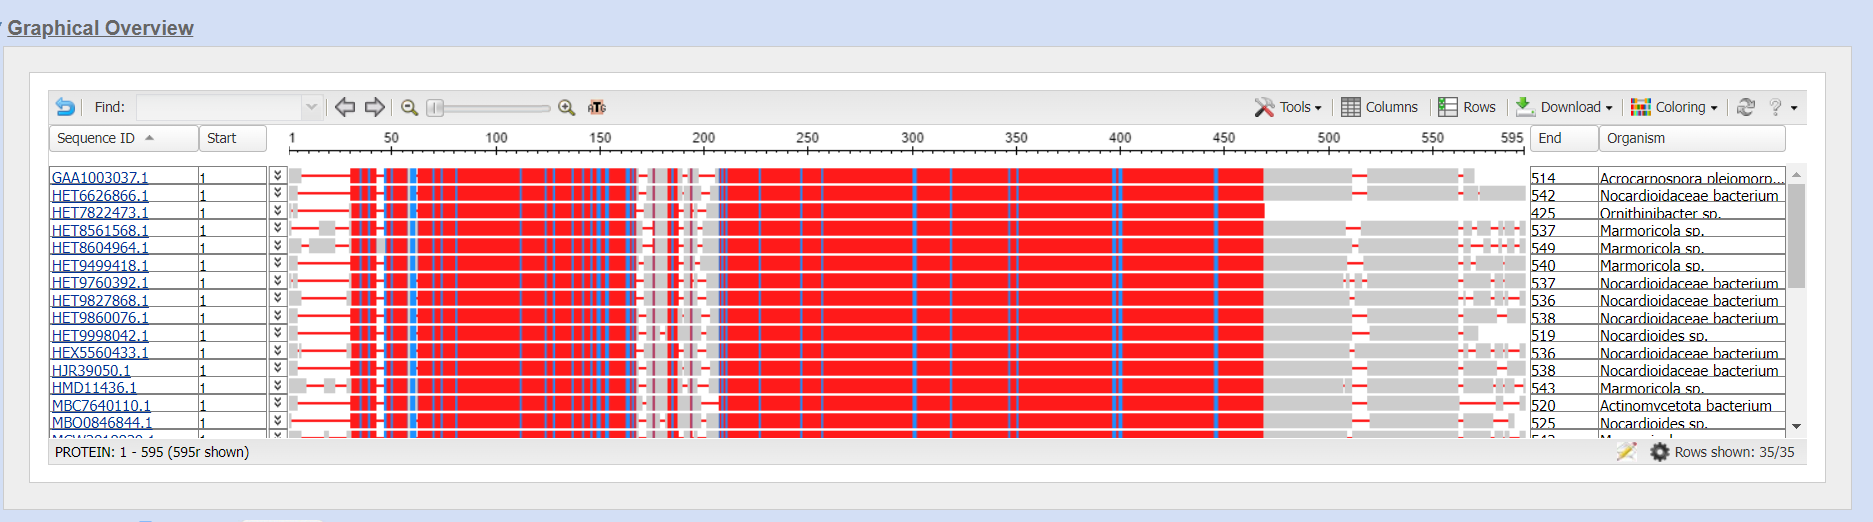 Graphical Overview
Find: ATG Tools Columns Rows Download Coloring ?
Sequence ID Start 1 50 100 150 200 250 300 350 400 450 500 550 595 End Organism
GAA1003037.1 1 514 Acrocarpospora pleiomorp...
HET6626866.1 1 542 Nocardioidaceae bacterium
HET7822473.1 1 425 Ornithinibacter sp.
HET8561568.1 1 537 Marmoricola sp.
HET8604964.1 1 549 Marmoricola sp.
HET9499418.1 1 540 Marmoricola sp.
HET9760392.1 1 537 Nocardioidaceae bacterium
HET9827868.1 1 536 Nocardioidaceae bacterium
HET9860076.1 1 538 Nocardioidaceae bacterium
HET9998042.1 1 519 Nocardioides sp.
HEX5560433.1 1 536 Nocardioidaceae bacterium
HJR39050.1 1 538 Nocardioidaceae bacterium
HMD11436.1 1 543 Marmoricola sp.
MBC7640110.1 1 520 Actinomycetota bacterium
MBO0846844.1 1 525 Nocardioides sp.
PROTEIN: 1 - 595 (595r shown) Rows shown: 35/35